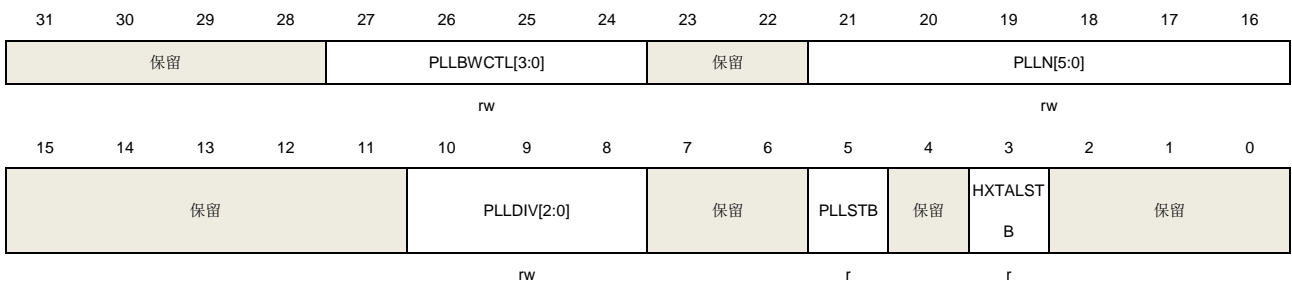 31 30 29 28 27 26 25 24 23 22 21 20 19 18 17 16
保留 PLLBWCTL[3:0] 保留 PLLN[5:0]
rw rw
15 14 13 12 11 10 9 8 7 6 5 4 3 2 1 0
保留 PLLDIV[2:0] 保留 PLLSTB 保留 HXTALST
B 保留
rw r r